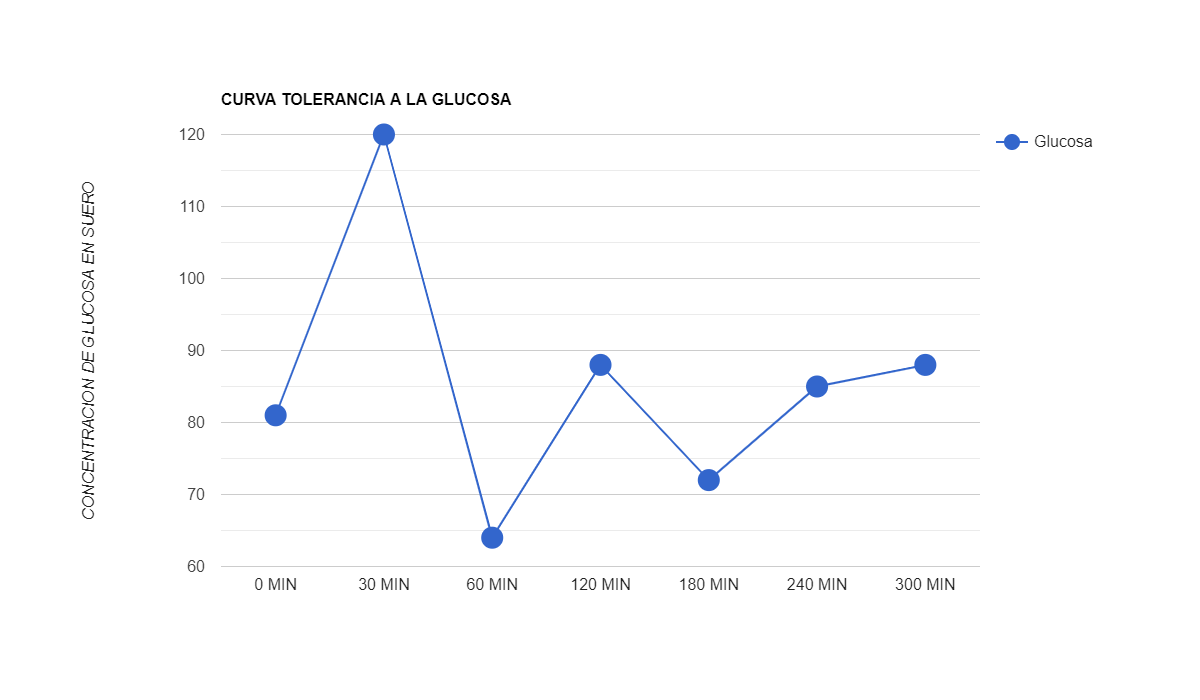 CURVA TOLERANCIA A LA GLUCOSA
Glucosa
CONCENTRACION DE GLUCOSA EN SUERO
120
110
100
90
80
70
60
0 MIN 30 MIN 60 MIN 120 MIN 180 MIN 240 MIN 300 MIN